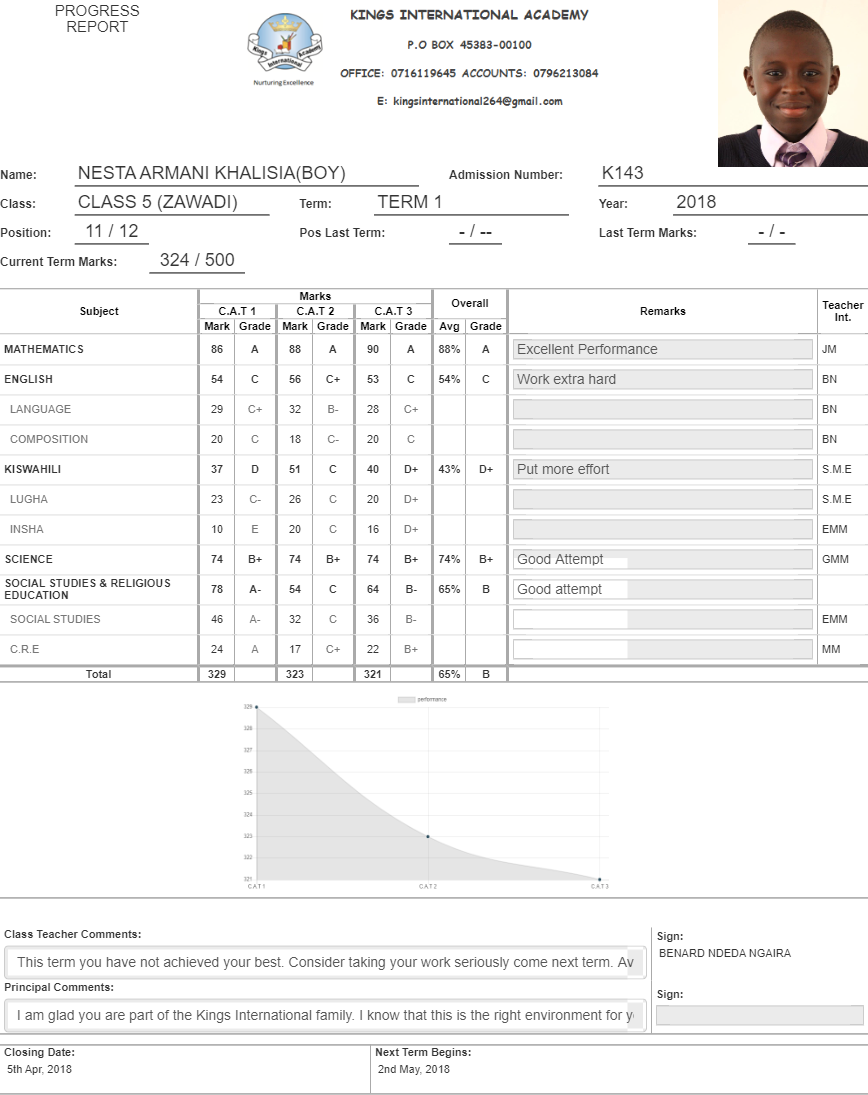 PROGRESS
REPORT
Kings International Academy
Nurturing Excellence
KINGS INTERNATIONAL ACADEMY
P.O BOX 45383-00100
OFFICE: 0716119645 ACCOUNTS: 0796213084
E: kingsinternational264@gmail.com
Name: NESTA ARMANI KHALISIA(BOY) Admission Number: K143
Class: CLASS 5 (ZAWADI) Term: TERM 1 Year: 2018
Position: 11 / 12 Pos Last Term: - / -- Last Term Marks: - / -
Current Term Marks: 324 / 500
Subject Marks Overall Remarks Teacher Int.
C.A.T 1 C.A.T 2 C.A.T 3
Mark Grade Mark Grade Mark Grade Avg Grade
MATHEMATICS 86 A 88 A 90 A 88% A Excellent Performance JM
ENGLISH 54 C 56 C+ 53 C 54% C Work extra hard BN
LANGUAGE 29 C+ 32 B- 28 C+ BN
COMPOSITION 20 C 18 C- 20 C BN
KISWAHILI 37 D 51 C 40 D+ 43% D+ Put more effort S.M.E
LUGHA 23 C- 26 C 20 D+ S.M.E
INSHA 10 E 20 C 16 D+ EMM
SCIENCE 74 B+ 74 B+ 74 B+ 74% B+ Good Attempt GMM
SOCIAL STUDIES & RELIGIOUS
EDUCATION 78 A- 54 C 64 B- 65% B Good attempt
SOCIAL STUDIES 46 A- 32 C 36 B- EMM
C.R.E 24 A 17 C+ 22 B+ MM
Total 329 323 321 65% B
performance
329
328
327
326
325
324
323
322
321
C.A.T 1 C.A.T 2 C.A.T 3
Class Teacher Comments:
This term you have not achieved your best. Consider taking your work seriously come next term. Av
Sign:
BENARD NDEDA NGAIRA
Principal Comments:
I am glad you are part of the Kings International family. I know that this is the right environment for y
Sign:
Closing Date: Next Term Begins:
5th Apr, 2018 2nd May, 2018